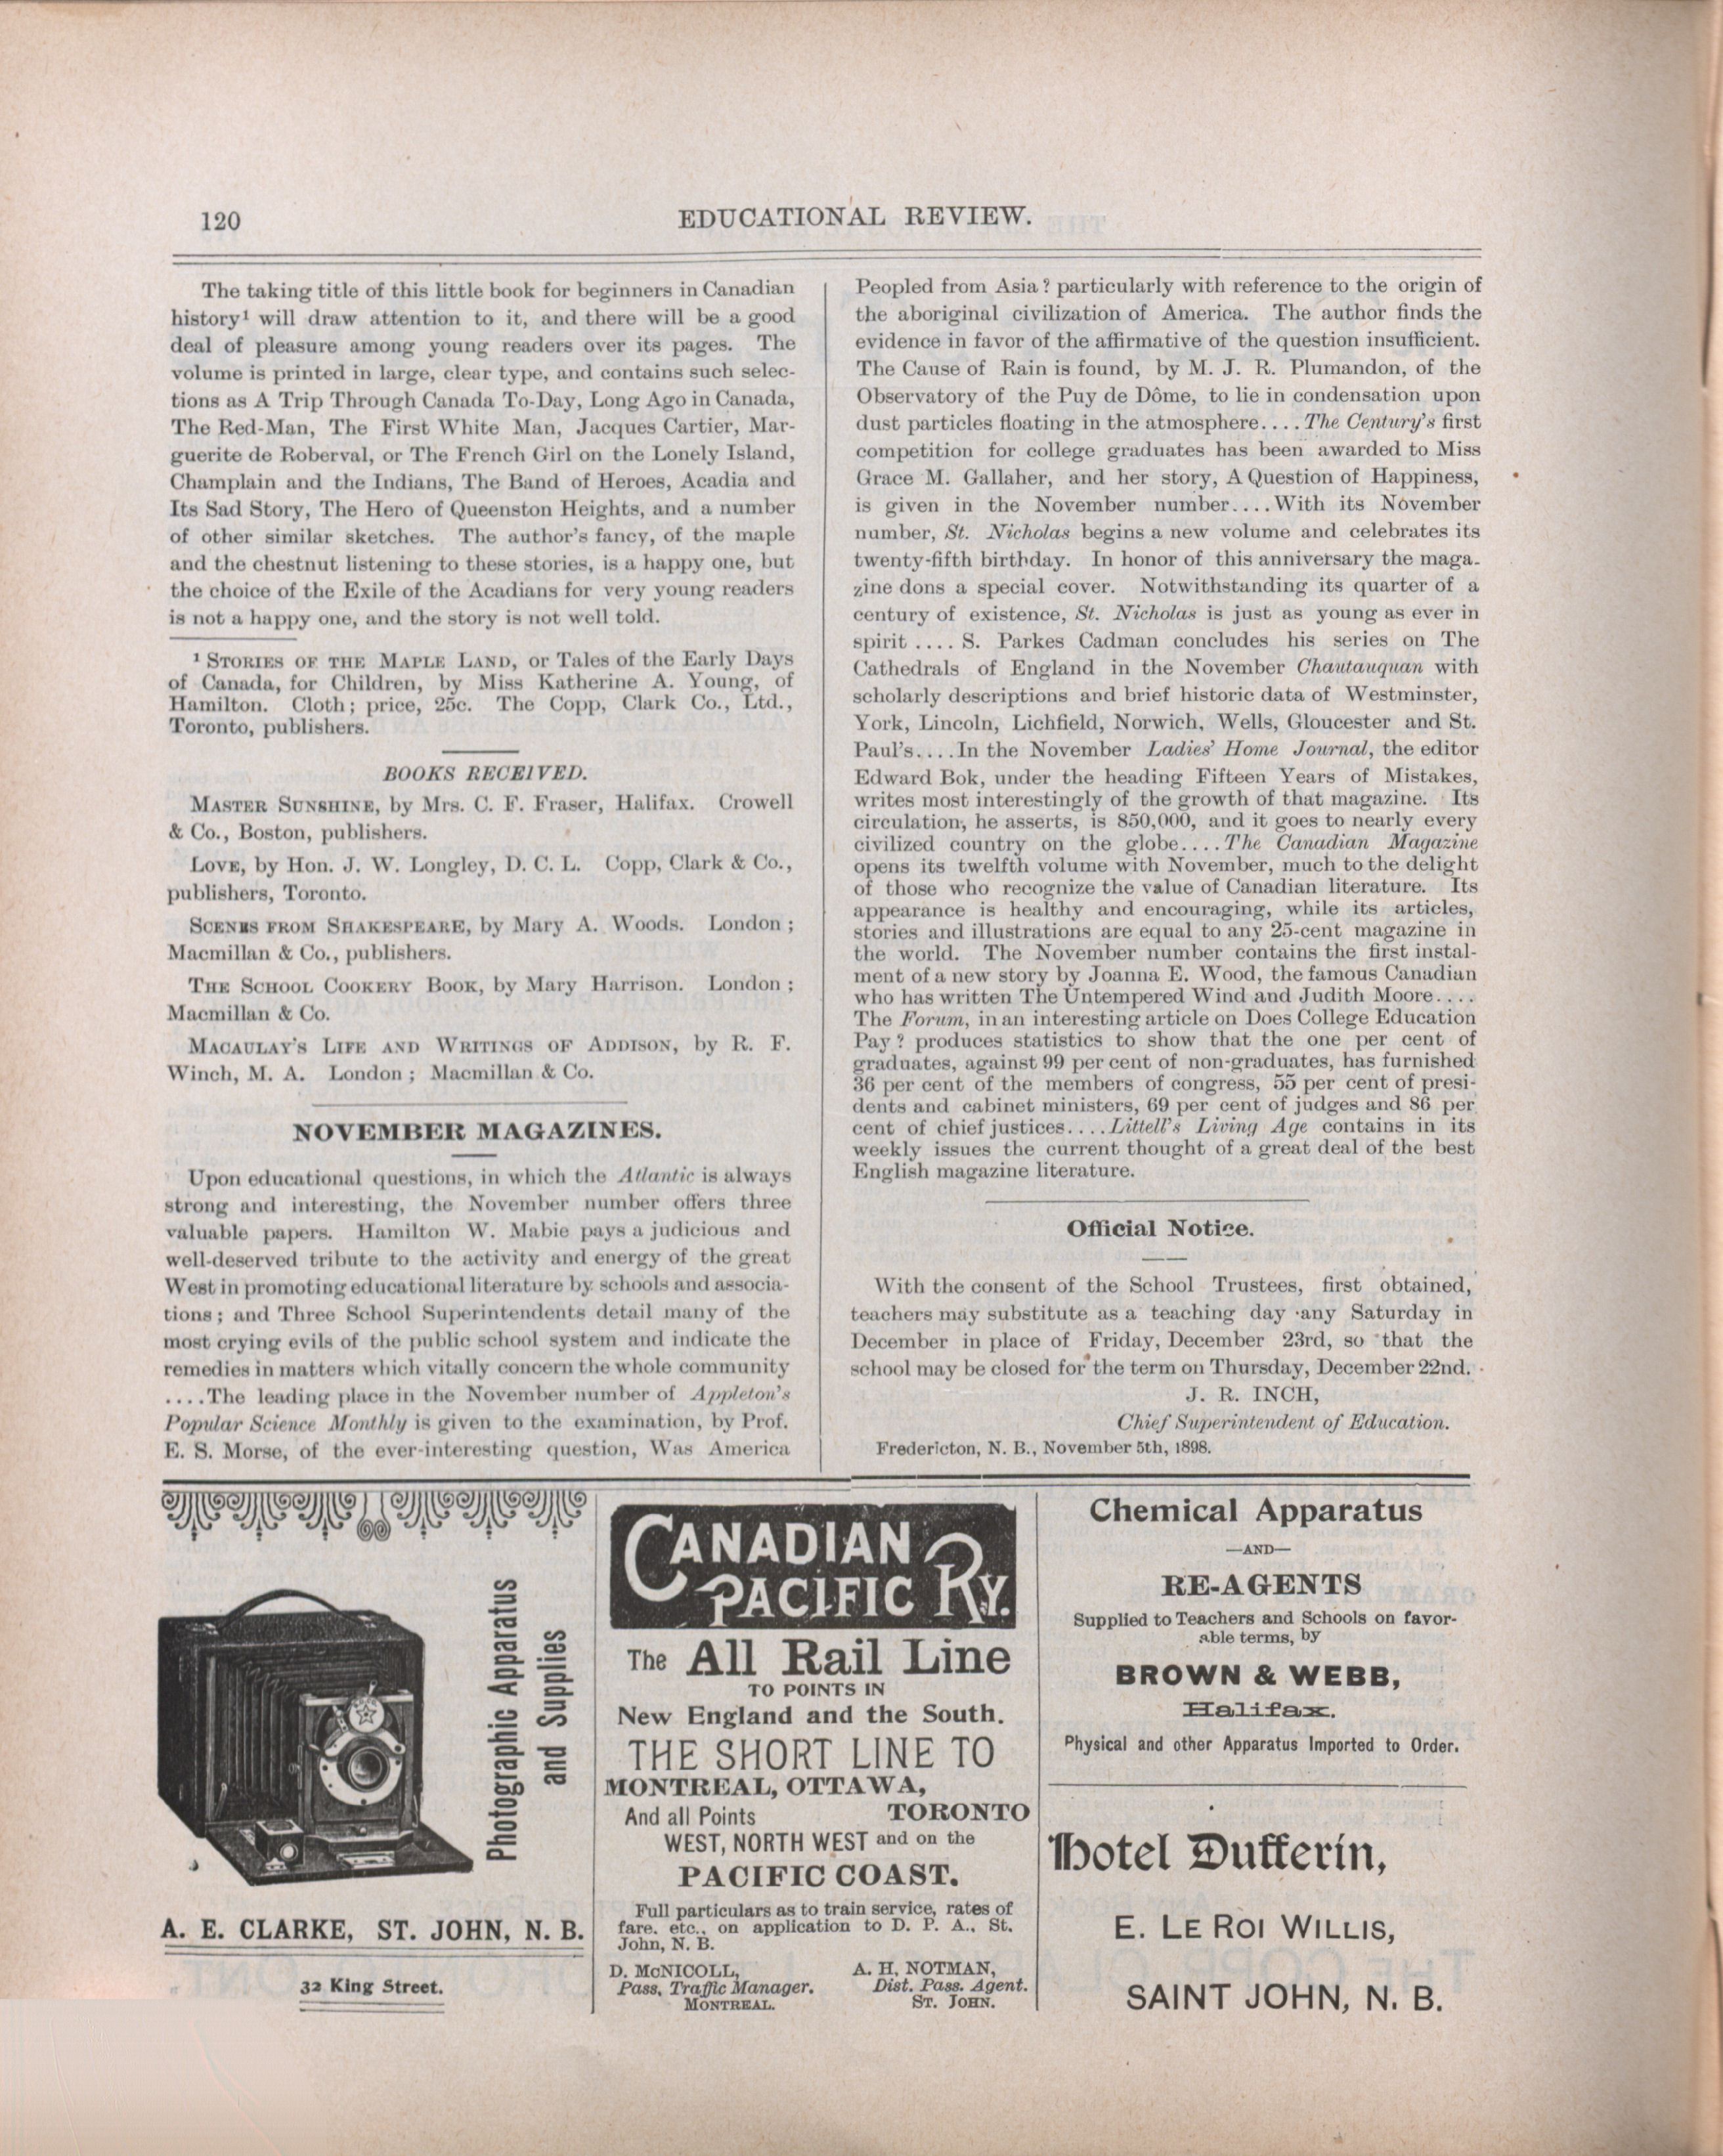 120
EDUCATIONAL REVIEW.
The taking title of this little book for beginners in Canadian
history¹ will draw attention to it, and there will be a good
deal of pleasure among young readers over its pages. The
volume is printed in large, clear type, and contains such selec-
tions as A Trip Through Canada To-Day, Long Ago in Canada,
The Red-Man, The First White Man, Jacques Cartier, Mar-
guerite de Roberval, or The French Girl on the Lonely Island,
Champlain and the Indians, The Band of Heroes, Acadia and
Its Sad Story, The Hero of Queenston Heights, and a number
of other similar sketches. The author's fancy, of the maple
and the chestnut listening to these stories, is a happy one, but
the choice of the Exile of the Acadians for very young readers
is not a happy one, and the story is not well told.
¹ STORIES OF THE MAPLE LAND, or Tales of the Early Days
of Canada, for Children, by Miss Katherine A. Young, of
Hamilton. Cloth; price, 25c. The Copp, Clark Co., Ltd.,
Toronto, publishers.
BOOKS RECEIVED.
MASTER SUNSHINE, by Mrs. C. F. Fraser, Halifax. Crowell
& Co., Boston, publishers.
LOVE, by Hon. J. W. Longley, D. C. L. Copp, Clark & Co.,
publishers, Toronto.
SCENES FROM SHAKESPEARE, by Mary A. Woods. London;
Macmillan & Co., publishers.
THE SCHOOL COOKERY BOOK, by Mary Harrison. London;
Macmillan & Co.
MACAULAY'S LIFE AND WRITINGS OF ADDISON, by R. F.
Winch, M. A. London; Macmillan & Co.
NOVEMBER MAGAZINES.
Upon educational questions, in which the Atlantic is always
strong and interesting, the November number offers three
valuable papers. Hamilton W. Mabie pays a judicious and
well-deserved tribute to the activity and energy of the great
West in promoting educational literature by schools and associa-
tions; and Three School Superintendents detail many of the
most crying evils of the public school system and indicate the
remedies in matters which vitally concern the whole community
....The leading place in the November number of Appleton's
Popular Science Monthly is given to the examination, by Prof.
E. S. Morse, of the ever-interesting question, Was America
Peopled from Asia? particularly with reference to the origin of
the aboriginal civilization of America. The author finds the
evidence in favor of the affirmative of the question insufficient.
The Cause of Rain is found, by M. J. R. Plumandon, of the
Observatory of the Puy de Dôme, to lie in condensation upon
dust particles floating in the atmosphere....The Century's first
competition for college graduates has been awarded to Miss
Grace M. Gallaher, and her story, A Question of Happiness,
is given in the November number....With its November
number, St. Nicholas begins a new volume and celebrates its
twenty-fifth birthday. In honor of this anniversary the maga-
zine dons a special cover. Notwithstanding its quarter of a
century of existence, St. Nicholas is just as young as ever in
spirit.... S. Parkes Cadman concludes his series on The
Cathedrals of England in the November Chautauquan with
scholarly descriptions and brief historic data of Westminster,
York, Lincoln, Lichfield, Norwich, Wells, Gloucester and St.
Paul's....In the November Ladies' Home Journal, the editor
Edward Bok, under the heading Fifteen Years of Mistakes,
writes most interestingly of the growth of that magazine. Its
circulation, he asserts, is 850,000, and it goes to nearly every
civilized country on the globe....The Canadian Magazine
opens its twelfth volume with November, much to the delight
of those who recognize the value of Canadian literature. Its
appearance is healthy and encouraging, while its articles,
stories and illustrations are equal to any 25-cent magazine in
the world. The November number contains the first instal-
ment of a new story by Joanna E. Wood, the famous Canadian
who has written The Untempered Wind and Judith Moore....
The Forum, in an interesting article on Does College Education
Pay? produces statistics to show that the one per cent of
graduates, against 99 per cent of non-graduates, has furnished
36 per cent of the members of congress, 55 per cent of presi-
dents and cabinet ministers, 69 per cent of judges and 86 per
cent of chief justices....Littell's Living Age contains in its
weekly issues the current thought of a great deal of the best
English magazine literature.
Official Notice.
With the consent of the School Trustees, first obtained,
teachers may substitute as a teaching day any Saturday in
December in place of Friday, December 23rd, so that the
school may be closed for the term on Thursday, December 22nd.
J. R. INCH,
Chief Superintendent of Education.
Fredericton, N. B., November 5th, 1898.
Photographic Apparatus
and Supplies
A. E. CLARKE, ST. JOHN, N. B.
32 King Street.
CANADIAN
PACIFIC RY.
The All Rail Line
TO POINTS IN
New England and the South.
THE SHORT LINE TO
MONTREAL, OTTAWA,
And all Points TORONTO
WEST, NORTH WEST and on the
PACIFIC COAST.
Full particulars as to train service, rates of
fare, etc., on application to D. P. A., St.
John, N. B.
D. McNICOLL, A. H. NOTMAN,
Pass. Traffic Manager. Dist. Pass. Agent.
MONTREAL. ST. JOHN.
Chemical Apparatus
—AND—
RE-AGENTS
Supplied to Teachers and Schools on favor-
able terms, by
BROWN & WEBB,
Halifax.
Physical and other Apparatus Imported to Order.
Hotel Dufferin,
E. LE ROI WILLIS,
SAINT JOHN, N. B.